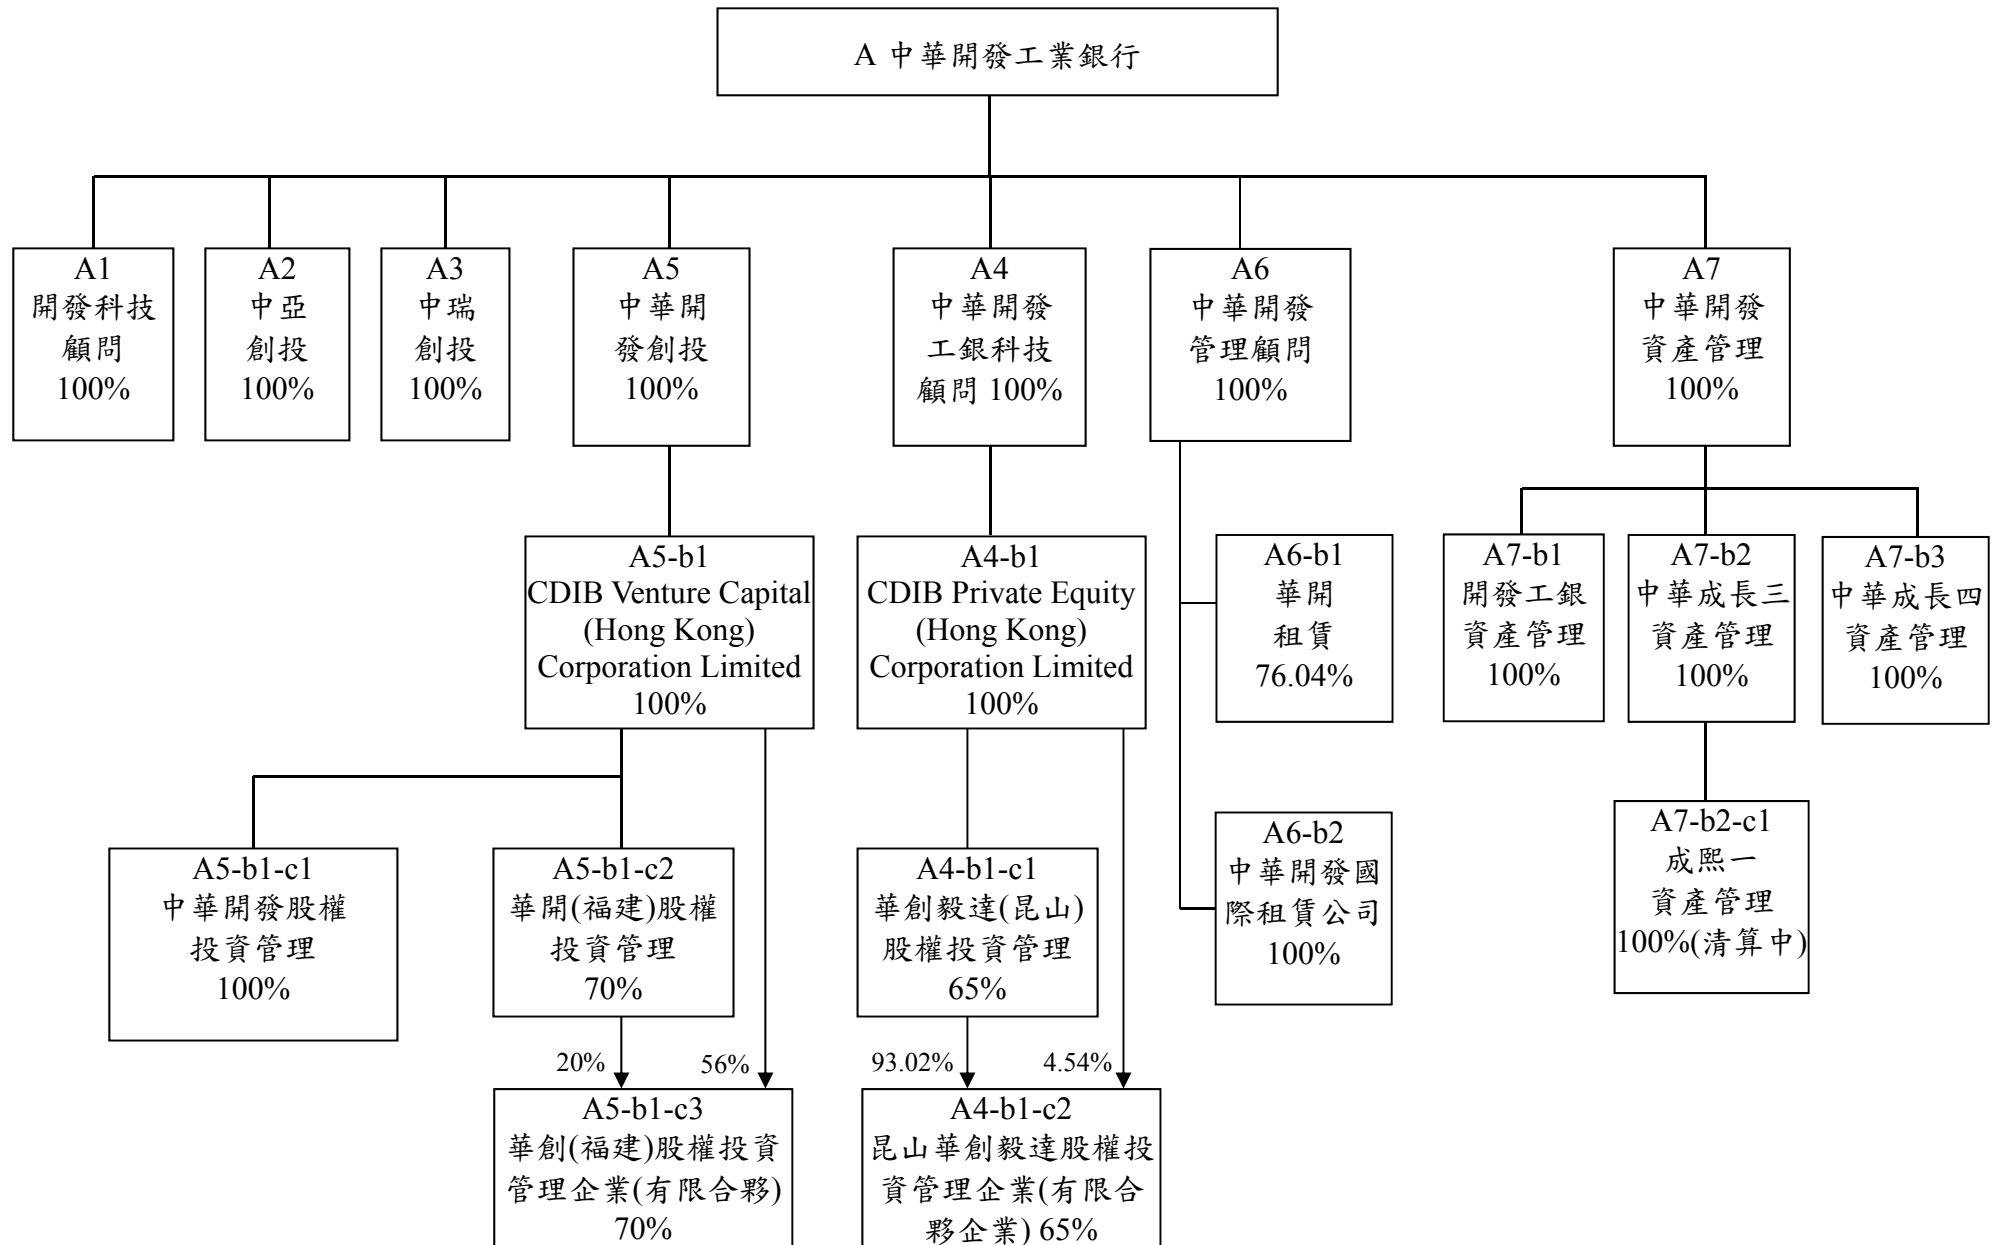 A 中華開發工業銀行
A1
開發科技
顧問
100%
A2
中亞
創投
100%
A3
中瑞
創投
100%
A5
中華開
發創投
100%
A4
中華開發
工銀科技
顧問 100%
A6
中華開發
管理顧問
100%
A7
中華開發
資產管理
100%
A5-b1
CDIB Venture Capital
(Hong Kong)
Corporation Limited
100%
A4-b1
CDIB Private Equity
(Hong Kong)
Corporation Limited
100%
A6-b1
華開
租賃
76.04%
A7-b1
開發工銀
資產管理
100%
A7-b2
中華成長三
資產管理
100%
A7-b3
中華成長四
資產管理
100%
A5-b1-c1
中華開發股權
投資管理
100%
A5-b1-c2
華開(福建)股權
投資管理
70%
A4-b1-c1
華創毅達(昆山)
股權投資管理
65%
A6-b2
中華開發國
際租賃公司
100%
A7-b2-c1
成熙一
資產管理
100%(清算中)
20%
56%
93.02%
4.54%
A5-b1-c3
華創(福建)股權投資
管理企業(有限合夥)
70%
A4-b1-c2
昆山華創毅達股權投
資管理企業(有限合
夥企業) 65%